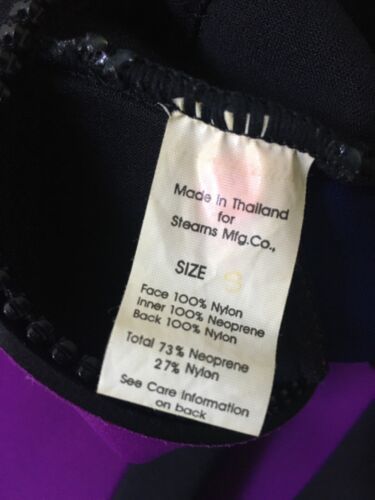 Made in Thailand
for
Stearns Mfg.Co.,
SIZE
Face 100% Nylon
Inner 100% Neoprene
Back 100% Nylon
Total 73% Neoprene
27% Nylon
See Care Information
on back